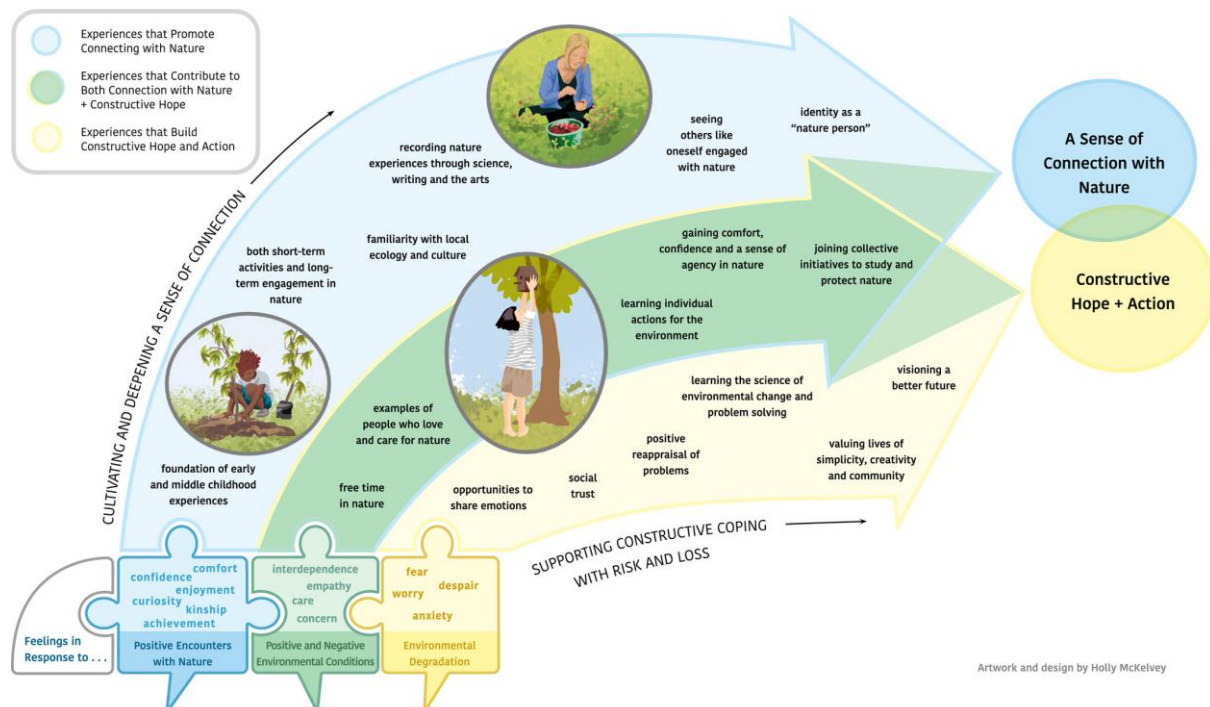 Experiences that Promote
Connecting with Nature
Experiences that Contribute to
Both Connection with Nature
+ Constructive Hope
Experiences that Build
Constructive Hope and Action
CULTIVATING AND DEEPENING A SENSE OF CONNECTION
recording nature
experiences through science,
writing and the arts
seeing
others like
oneself engaged
with nature
identity as a
“nature person”
both short-term
activities and long-
term engagement in
nature
familiarity with local
ecology and culture
foundation of early
and middle childhood
experiences
gaining comfort,
confidence and a sense of
agency in nature
joining collective
initiatives to study and
protect nature
learning individual
actions for the
environment
examples of
people who love
and care for nature
free time
in nature
learning the science of
environmental change and
problem solving
visioning a
better future
positive
reappraisal of
problems
valuing lives of
simplicity, creativity
and community
social
trust
opportunities to
share emotions
SUPPORTING CONSTRUCTIVE COPING
WITH RISK AND LOSS
A Sense of
Connection with
Nature
Constructive
Hope + Action
Feelings in
Response to . . .
comfort
confidence
enjoyment
curiosity
kinship
achievement
Positive Encounters
with Nature
interdependence
empathy
care
concern
Positive and Negative
Environmental Conditions
fear
despair
worry
anxiety
Environmental
Degradation
Artwork and design by Holly McKelvey